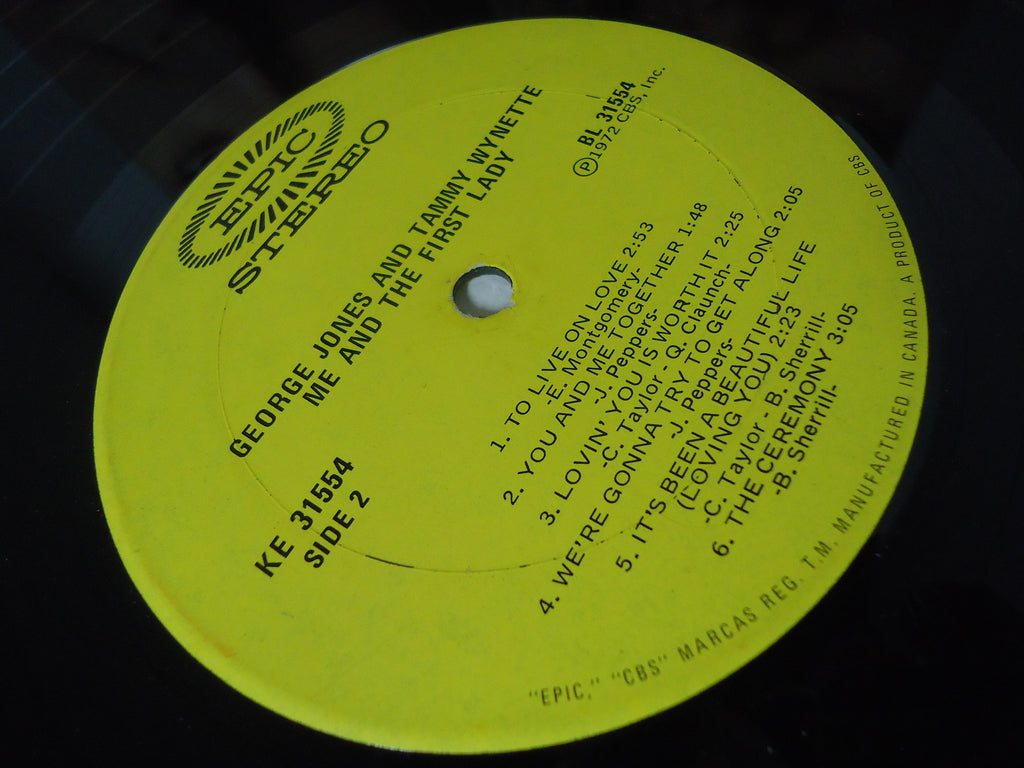 EPIC
STEREO
GEORGE JONES AND TAMMY WYNETTE
ME AND THE FIRST LADY
KE 31554
SIDE 2
BL 31554
Ⓟ1972 CBS, Inc.
1. TO LIVE ON LOVE 2:53
-E. Montgomery-
2. YOU AND ME TOGETHER 1:48
-J. Peppers-
3. LOVIN' YOU IS WORTH IT 2:25
-C. Taylor - Q. Claunch-
4. WE'RE GONNA TRY TO GET ALONG 2:05
-J. Peppers-
5. IT'S BEEN A BEAUTIFUL LIFE
(LOVING YOU) 2:23
-C. Taylor - B. Sherrill-
6. THE CEREMONY 3:05
-B. Sherrill-
"EPIC," "CBS" MARCAS REG. T.M. MANUFACTURED IN CANADA. A PRODUCT OF CBS